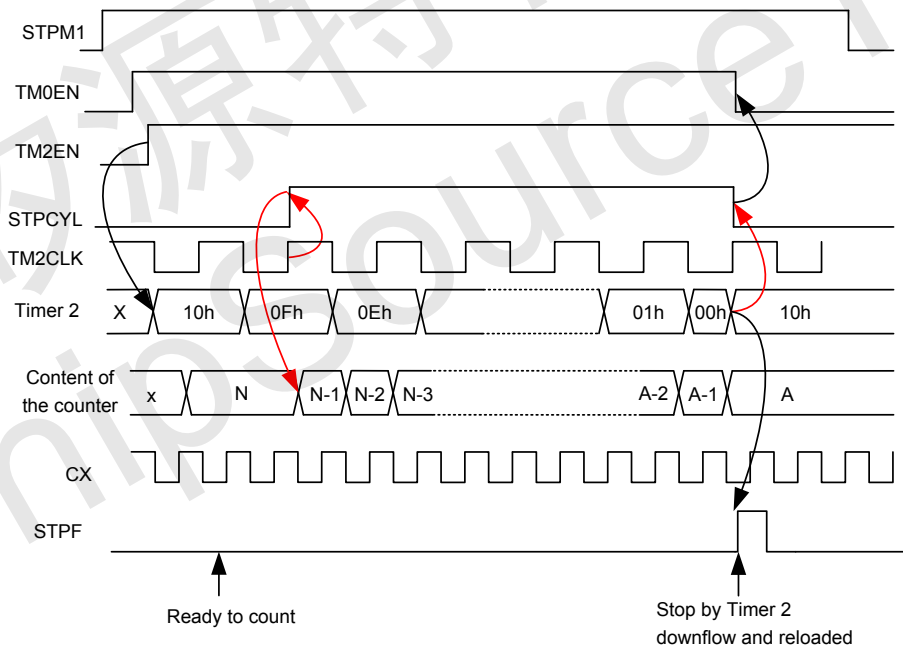 STPM1
TM0EN
TM2EN
STPCYL
TM2CLK
Timer 2 X 10h 0Fh 0Eh 01h 00h 10h
Content of
the counter x N N-1 N-2 N-3 A-2 A-1 A
CX
STPF
Ready to count
Stop by Timer 2
downflow and reloaded